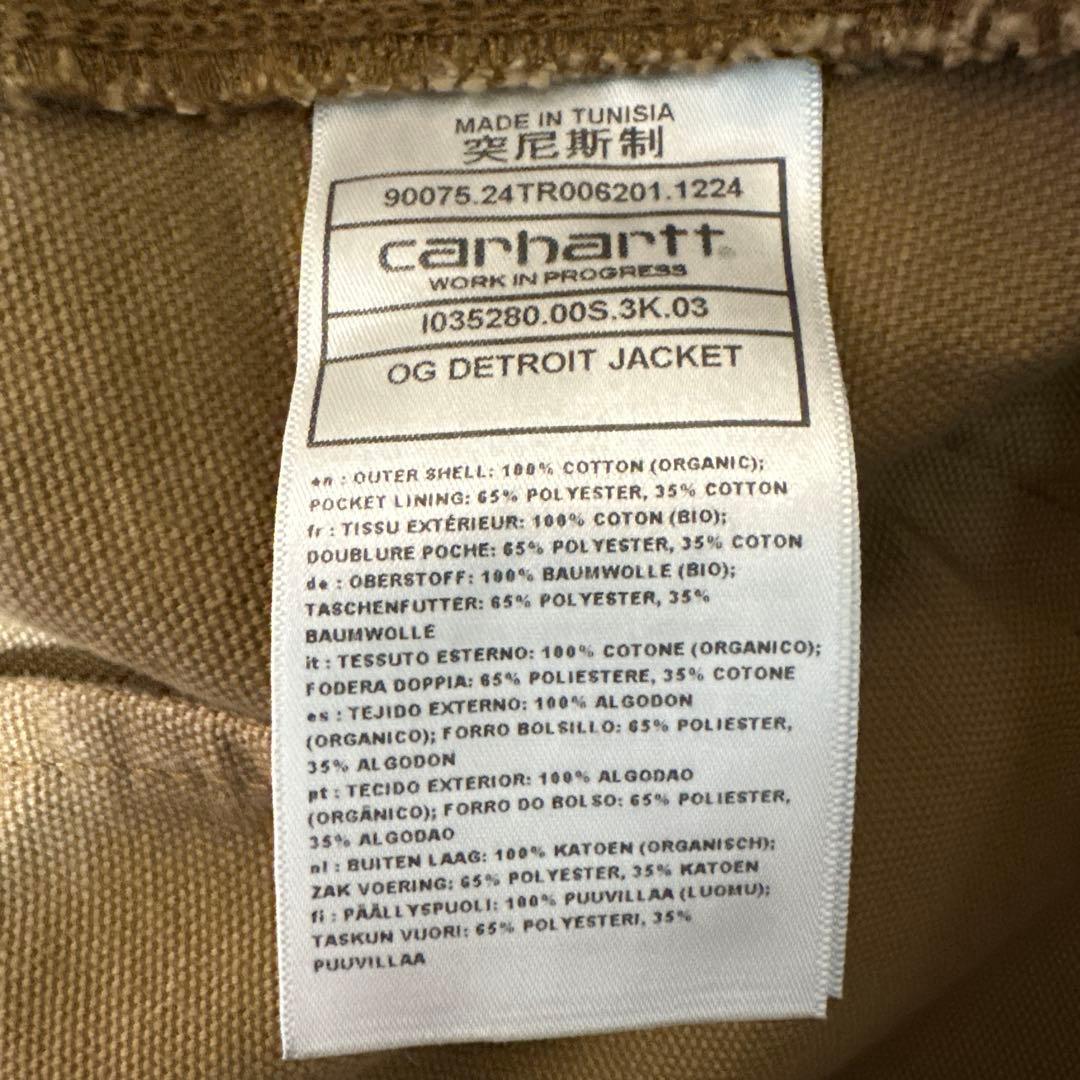 MADE IN TUNISIA
突尼斯制
90075.24TR006201.1224
carhartt®
WORK IN PROGRESS
I035280.00S.3K.03
OG DETROIT JACKET
en : OUTER SHELL: 100% COTTON (ORGANIC);
POCKET LINING: 65% POLYESTER, 35% COTTON
fr : TISSU EXTÉRIEUR: 100% COTON (BIO);
DOUBLURE POCHE: 65% POLYESTER, 35% COTON
de : OBERSTOFF: 100% BAUMWOLLE (BIO);
TASCHENFUTTER: 65% POLYESTER, 35%
BAUMWOLLE
it : TESSUTO ESTERNO: 100% COTONE (ORGANICO);
FODERA DOPPIA: 65% POLIESTERE, 35% COTONE
es : TEJIDO EXTERNO: 100% ALGODON
(ORGANICO); FORRO BOLSILLO: 65% POLIESTER,
35% ALGODON
pt : TECIDO EXTERIOR: 100% ALGODAO
(ORGÂNICO); FORRO DO BOLSO: 65% POLIESTER,
35% ALGODAO
nl : BUITEN LAAG: 100% KATOEN (ORGANISCH);
ZAK VOERING: 65% POLYESTER, 35% KATOEN
fi : PÄÄLLYSPUOLI: 100% PUUVILLAA (LUOMU);
TASKUN VUORI: 65% POLYESTERI, 35%
PUUVILLAA